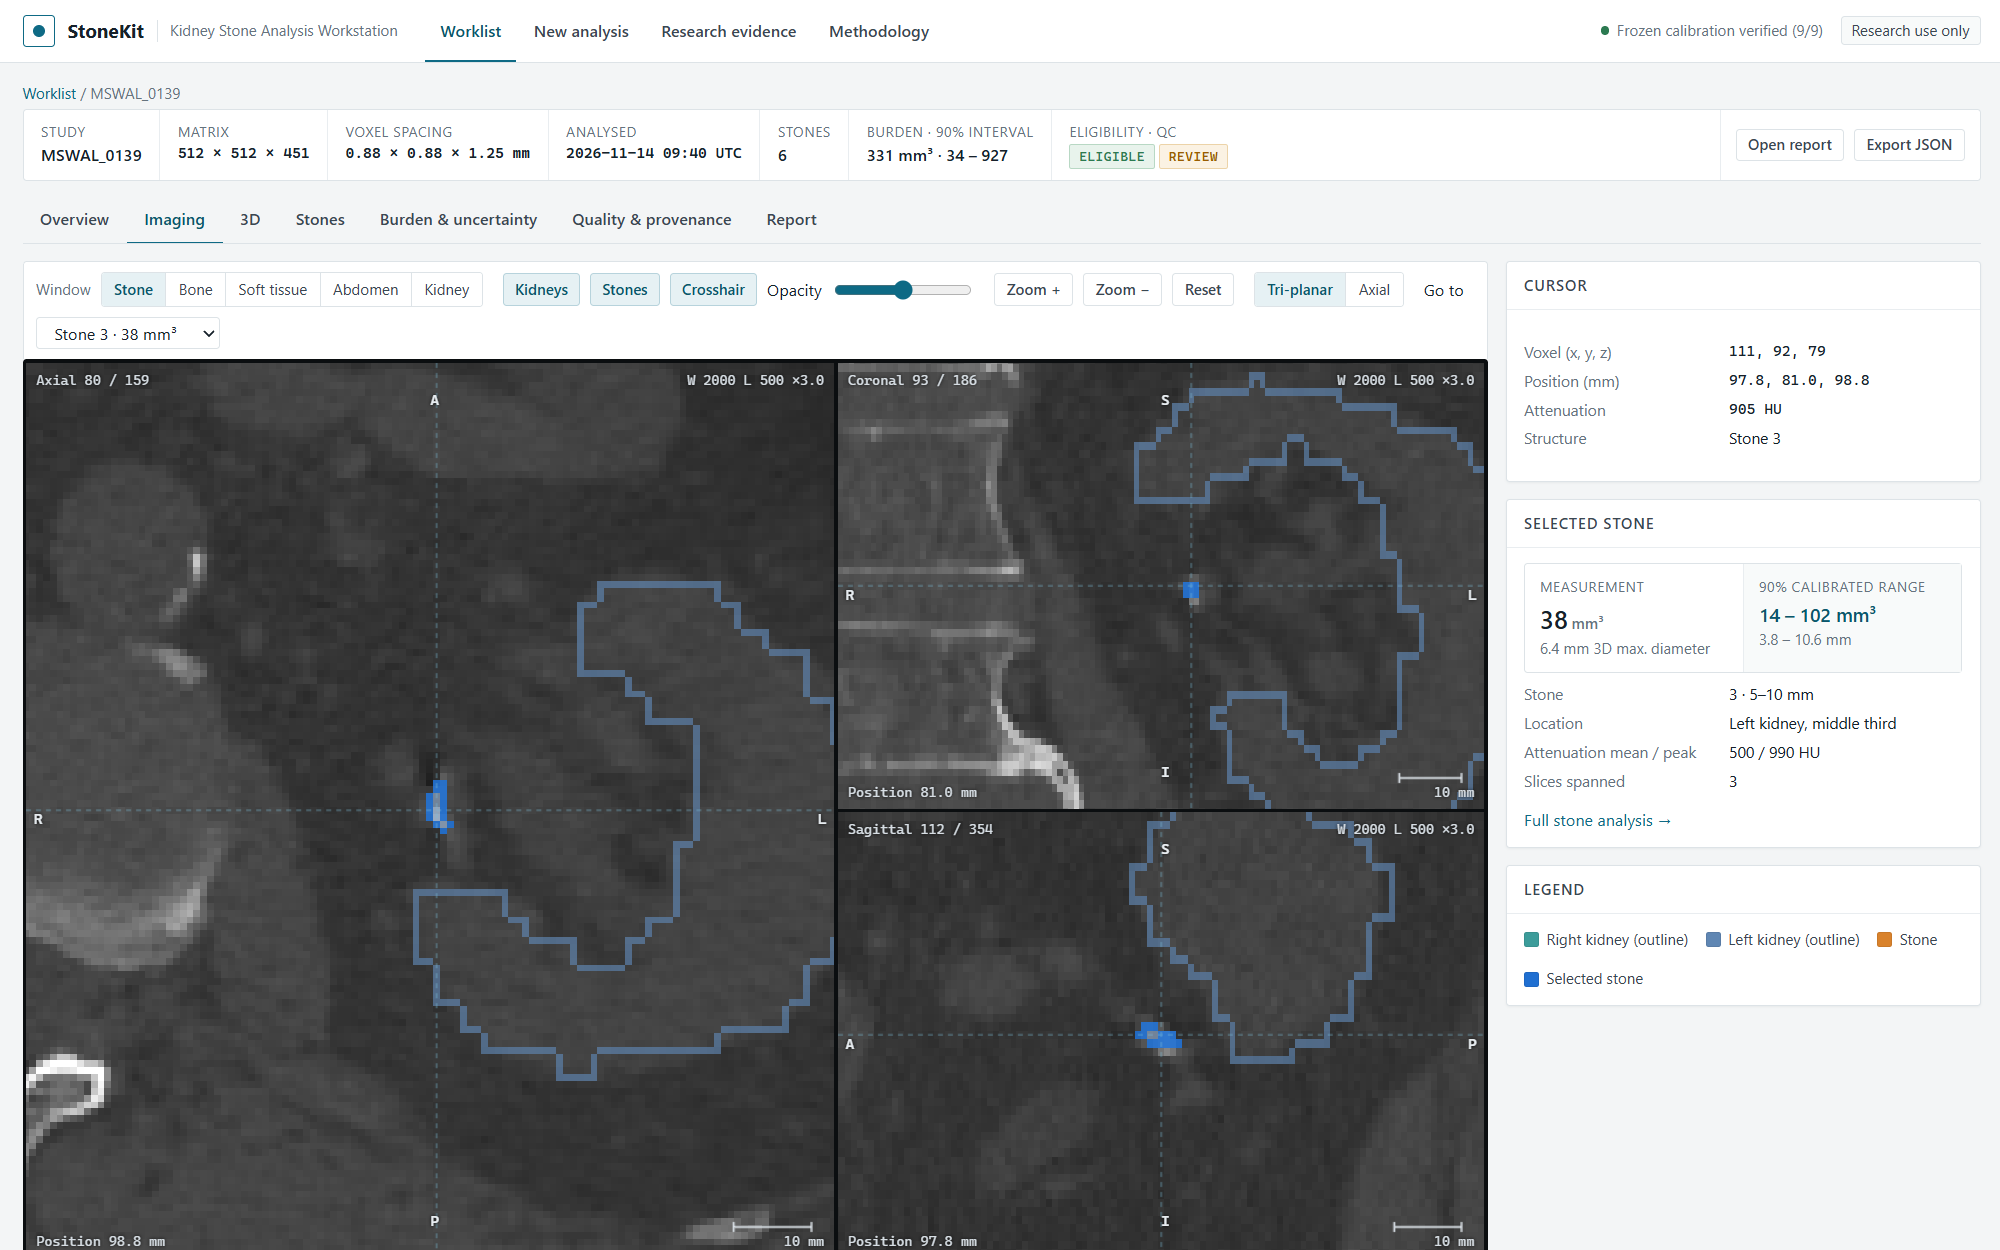 StoneKit
Kidney Stone Analysis Workstation
Worklist
New analysis
Research evidence
Methodology
Frozen calibration verified (9/9)
Research use only
Worklist / MSWAL_0139
STUDY
MSWAL_0139
MATRIX
512 × 512 × 451
VOXEL SPACING
0.88 × 0.88 × 1.25 mm
ANALYSED
2026-11-14 09:40 UTC
STONES
6
BURDEN · 90% INTERVAL
331 mm³ · 34 – 927
ELIGIBILITY · QC
ELIGIBLE
REVIEW
Open report
Export JSON
Overview
Imaging
3D
Stones
Burden & uncertainty
Quality & provenance
Report
Window
Stone
Bone
Soft tissue
Abdomen
Kidney
Kidneys
Stones
Crosshair
Opacity
Zoom +
Zoom −
Reset
Tri-planar
Axial
Go to
Stone 3 · 38 mm³
Axial 80 / 159
W 2000 L 500 ×3.0
A
R
L
P
Position 98.8 mm
10 mm
Coronal 93 / 186
W 2000 L 500 ×3.0
S
R
L
I
Position 81.0 mm
10 mm
Sagittal 112 / 354
W 2000 L 500 ×3.0
S
A
P
I
Position 97.8 mm
10 mm
CURSOR
Voxel (x, y, z)
111, 92, 79
Position (mm)
97.8, 81.0, 98.8
Attenuation
905 HU
Structure
Stone 3
SELECTED STONE
MEASUREMENT
38 mm³
6.4 mm 3D max. diameter
90% CALIBRATED RANGE
14 – 102 mm³
3.8 – 10.6 mm
Stone
3 · 5–10 mm
Location
Left kidney, middle third
Attenuation mean / peak
500 / 990 HU
Slices spanned
3
Full stone analysis →
LEGEND
Right kidney (outline)
Left kidney (outline)
Stone
Selected stone